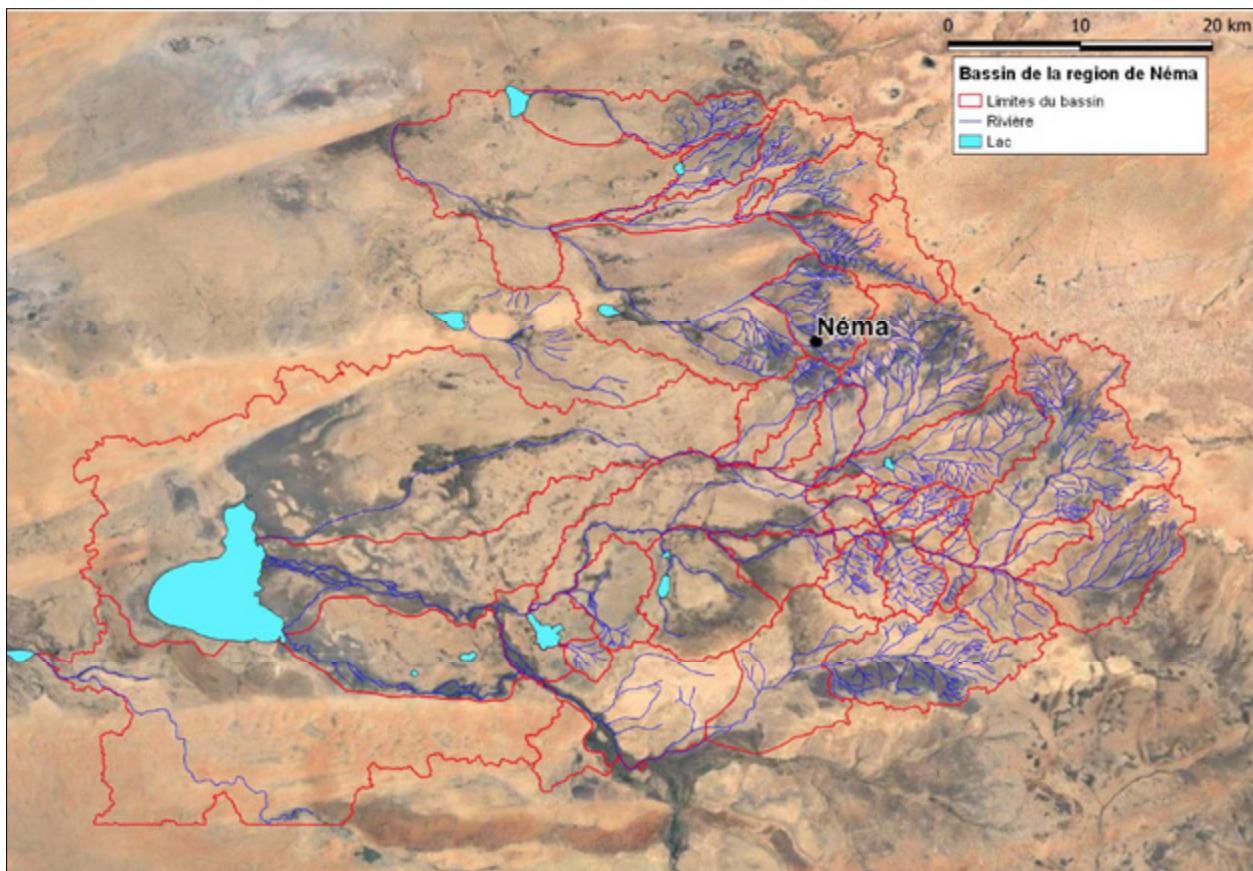 0 10 20 km
Bassin de la region de Néma
Limites du bassin
Rivière
Lac
Néma